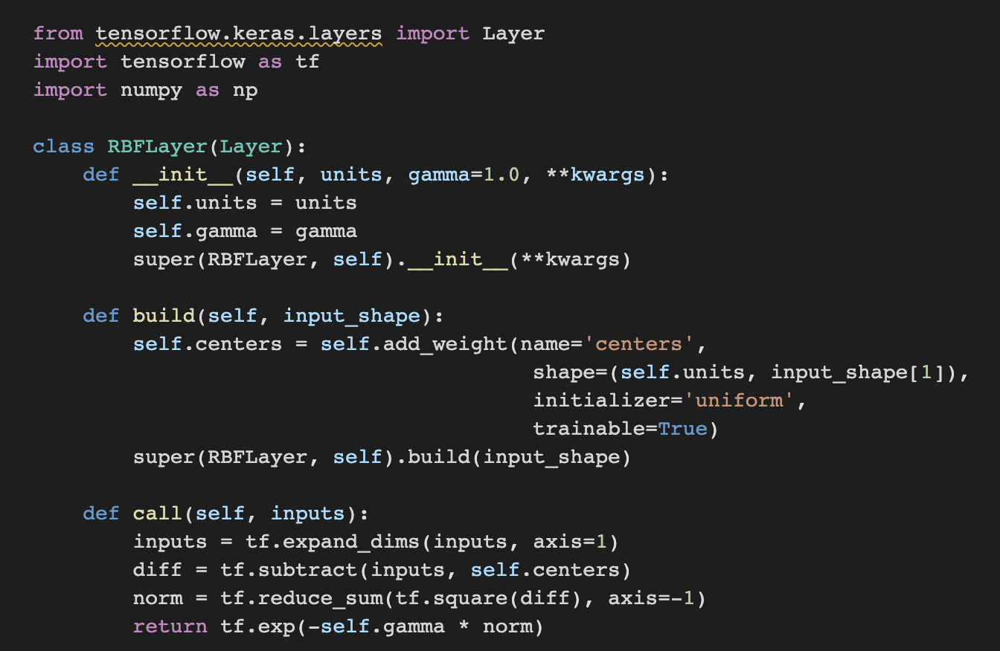 from tensorflow.keras.layers import Layer
import tensorflow as tf
import numpy as np

class RBFLayer(Layer):
    def __init__(self, units, gamma=1.0, **kwargs):
        self.units = units
        self.gamma = gamma
        super(RBFLayer, self).__init__(**kwargs)

    def build(self, input_shape):
        self.centers = self.add_weight(name='centers',
                                        shape=(self.units, input_shape[1]),
                                        initializer='uniform',
                                        trainable=True)
        super(RBFLayer, self).build(input_shape)

    def call(self, inputs):
        inputs = tf.expand_dims(inputs, axis=1)
        diff = tf.subtract(inputs, self.centers)
        norm = tf.reduce_sum(tf.square(diff), axis=-1)
        return tf.exp(-self.gamma * norm)